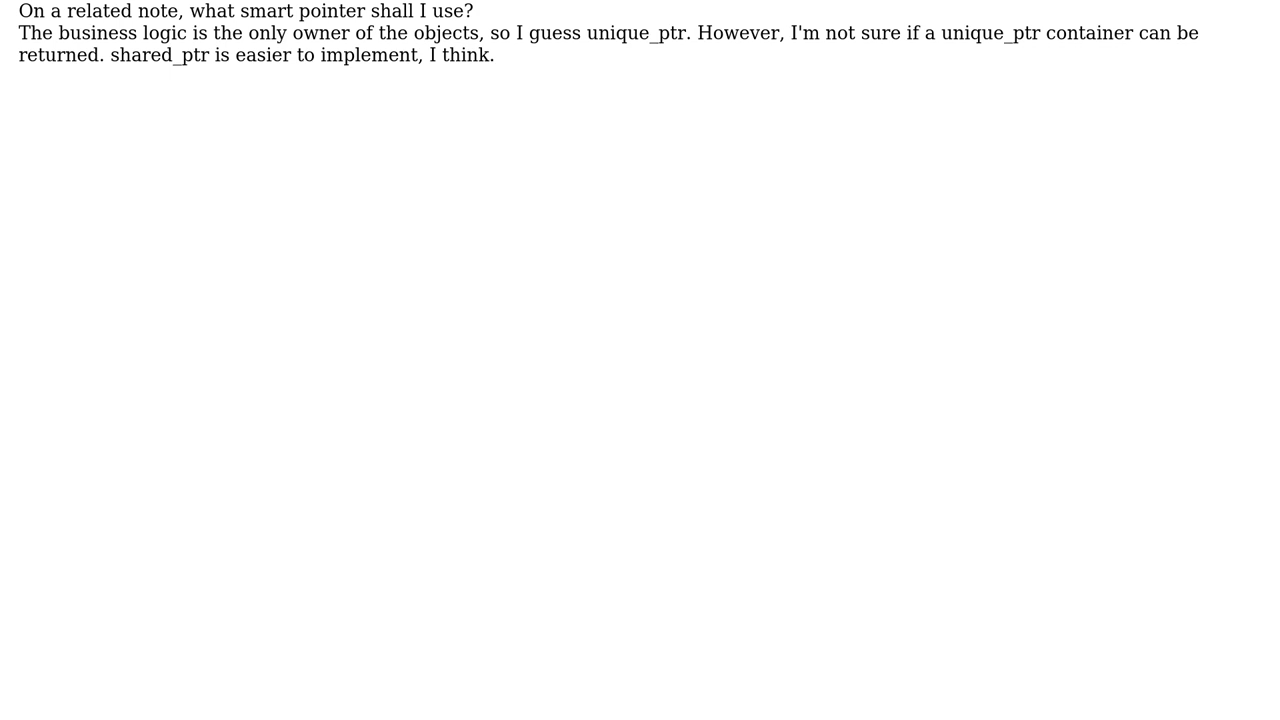 On a related note, what smart pointer shall I use?
The business logic is the only owner of the objects, so I guess unique_ptr. However, I'm not sure if a unique_ptr container can be
returned. shared_ptr is easier to implement, I think.